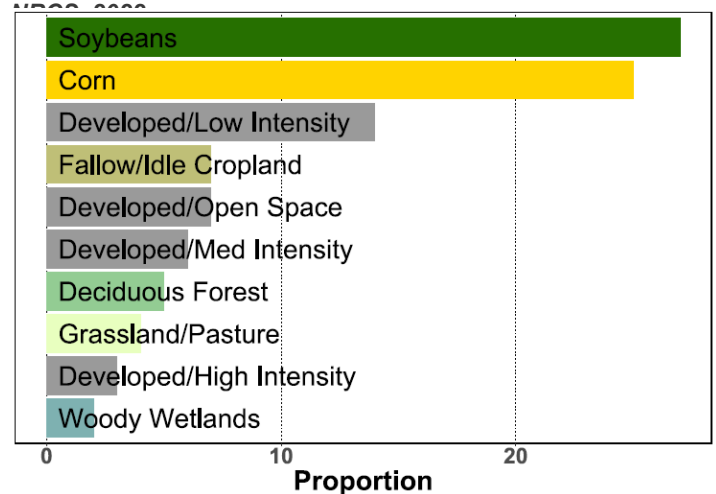 Soybeans
Corn
Developed/Low Intensity
Fallow/Idle Cropland
Developed/Open Space
Developed/Med Intensity
Deciduous Forest
Grassland/Pasture
Developed/High Intensity
Woody Wetlands
0 10 20
Proportion